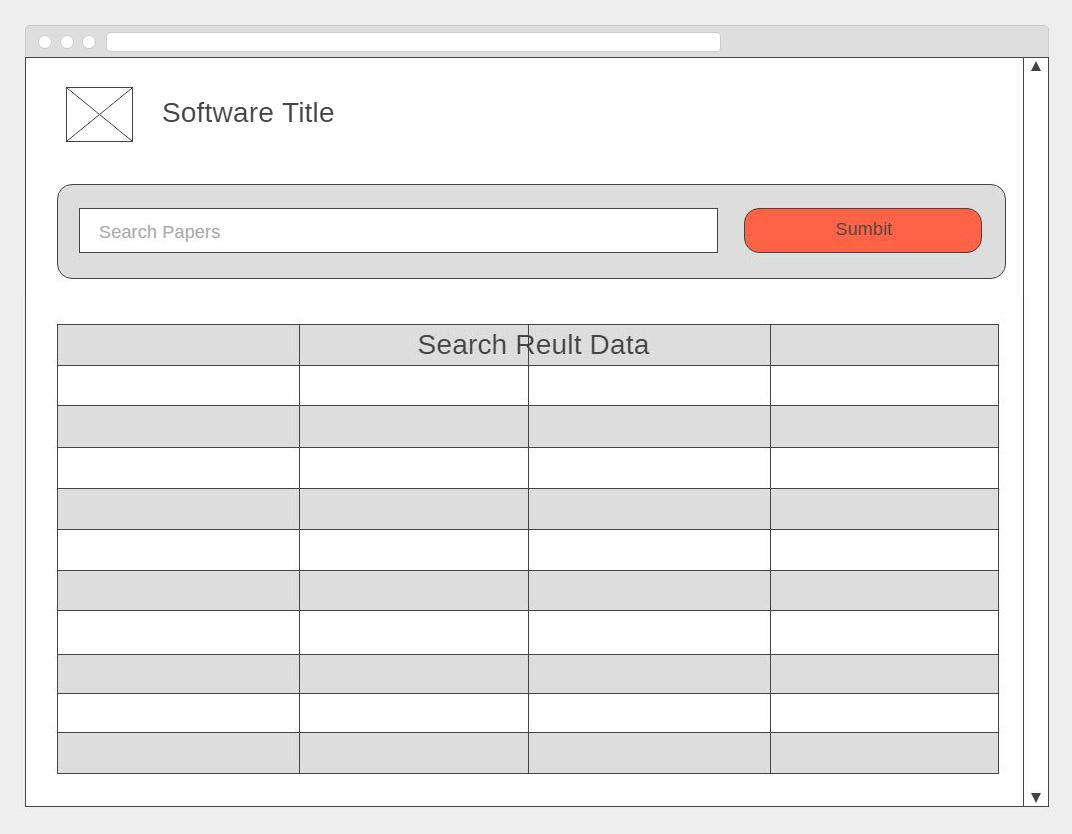 Software Title
Search Papers
Sumbit
Search Reult Data